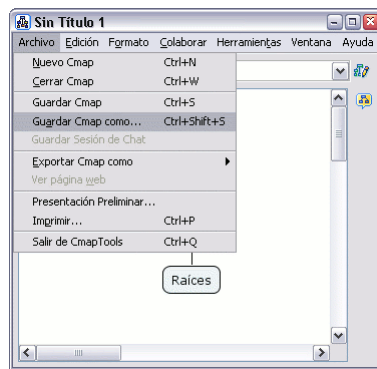 Sin Título 1
Archivo Edición Formato Colaborar Herramientas Ventana Ayuda
Nuevo Cmap Ctrl+N
Cerrar Cmap Ctrl+W
Guardar Cmap Ctrl+S
Guardar Cmap como... Ctrl+Shift+S
Guardar Sesión de Chat
Exportar Cmap como
Ver página web
Presentación Preliminar...
Imprimir... Ctrl+P
Salir de CmapTools Ctrl+Q
Raíces